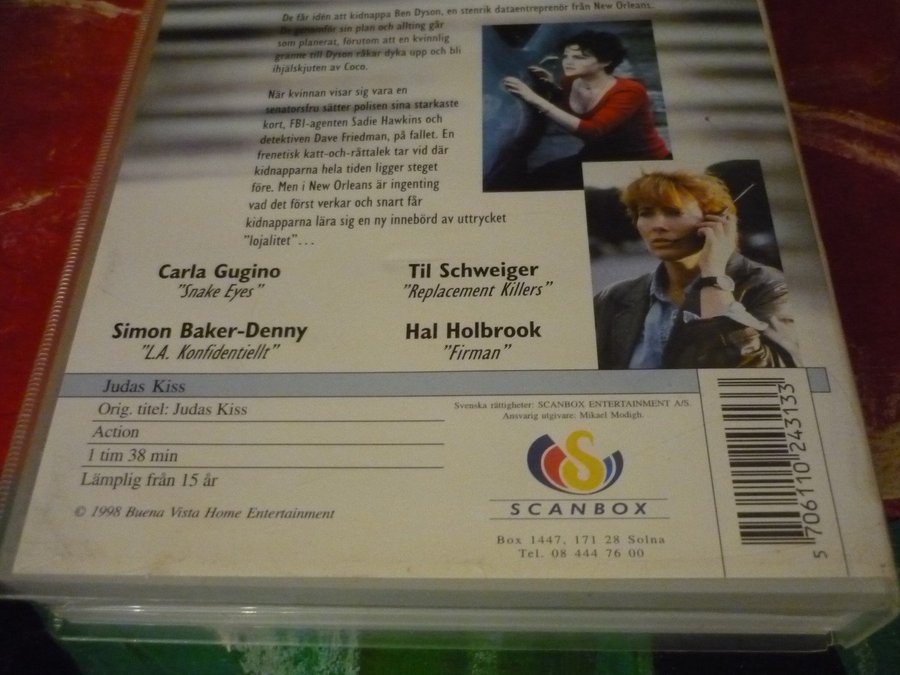 De får idén att kidnappa Ben Dyson, en stenrik dataentreprenör från New Orleans.
De genomför sin plan och allting går
som planerat, förutom att en kvinnlig
granne till Dyson råkar dyka upp och bli
ihjälskjuten av Coco.
När kvinnan visar sig vara en
senatorsfru sätter polisen sina starkaste
kort, FBI-agenten Sadie Hawkins och
detektiven Dave Friedman, på fallet. En
frenetisk katt-och-råttalek tar vid där
kidnapparna hela tiden ligger steget
före. Men i New Orleans är ingenting
vad det först verkar och snart får
kidnapparna lära sig en ny innebörd av uttrycket
"lojalitet"...
Carla Gugino
"Snake Eyes"
Til Schweiger
"Replacement Killers"
Simon Baker-Denny
"L.A. Konfidentiellt"
Hal Holbrook
"Firman"
Judas Kiss
Orig. titel: Judas Kiss
Action
1 tim 38 min
Lämplig från 15 år
© 1998 Buena Vista Home Entertainment
Svenska rättigheter: SCANBOX ENTERTAINMENT A/S.
Ansvarig utgivare: Mikael Modigh.
S
SCANBOX
Box 1447, 171 28 Solna
Tel. 08 444 76 00
5 706110 243133